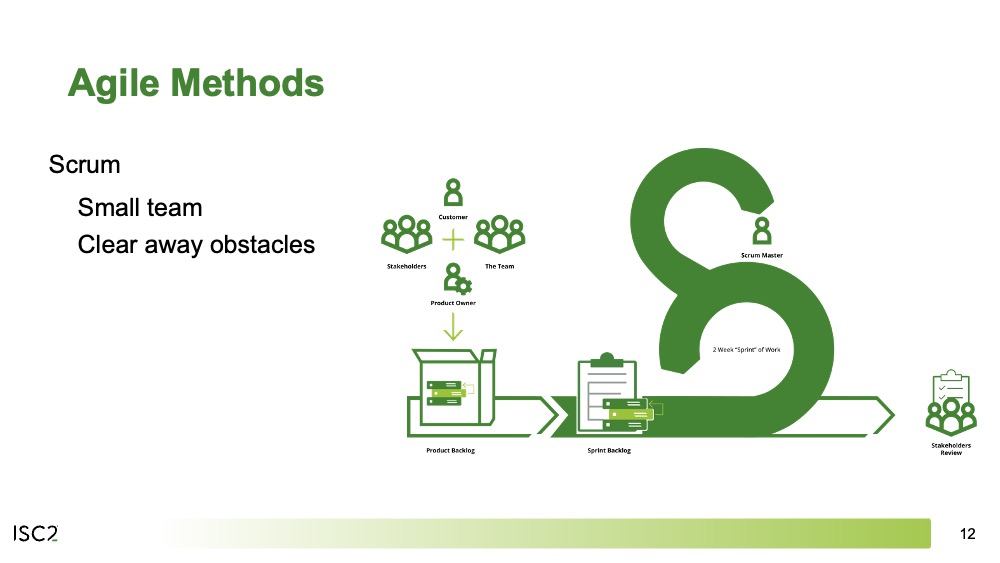 Agile Methods
Scrum
Small team
Clear away obstacles
Customer
Stakeholders
The Team
Product Owner
Product Backlog
Sprint Backlog
Scrum Master
2 Week “Sprint” of Work
Stakeholders
Review
ISC2
12